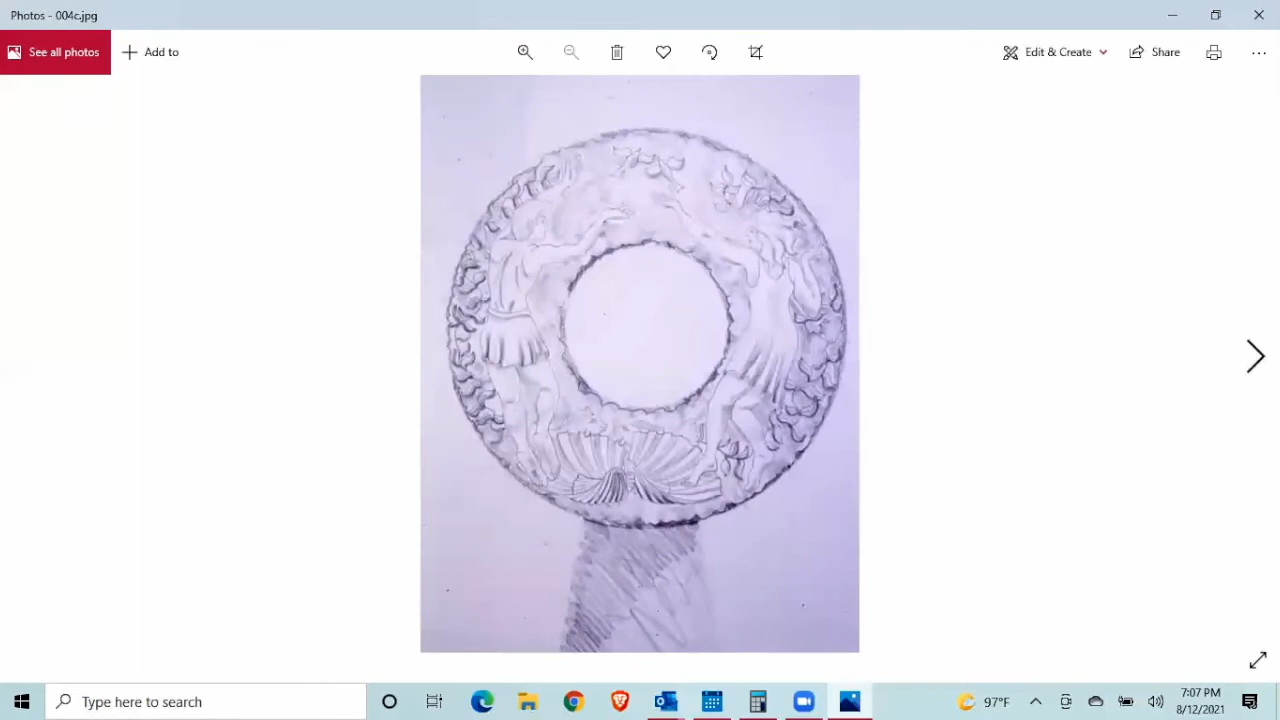 Photos - 004c.jpg
See all photos
Add to
Edit & Create
Share
Type here to search
97°F
7:07 PM
8/12/2021